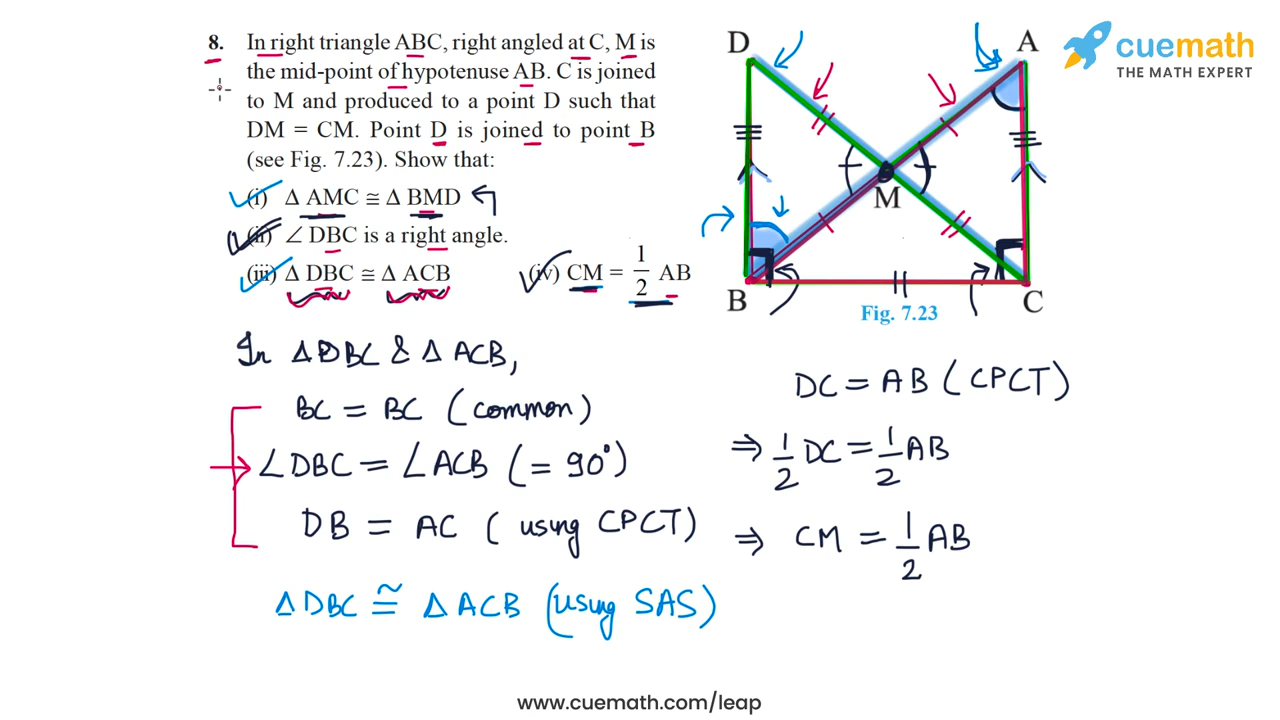 8. In right triangle ABC, right angled at C, M is
the mid-point of hypotenuse AB. C is joined
to M and produced to a point D such that
DM = CM. Point D is joined to point B
(see Fig. 7.23). Show that:
(i) Δ AMC ≅ Δ BMD
(ii) ∠ DBC is a right angle.
(iii) Δ DBC ≅ Δ ACB
(iv) CM = 1/2 AB
D
A
M
B
C
Fig. 7.23
cuemath
THE MATH EXPERT
In Δ DBC & Δ ACB,
BC = BC (common)
∠DBC = ∠ACB (= 90°)
DB = AC (using CPCT)
Δ DBC ≅ Δ ACB (using SAS)
DC = AB (CPCT)
⇒ 1/2 DC = 1/2 AB
⇒ CM = 1/2 AB
www.cuemath.com/leap